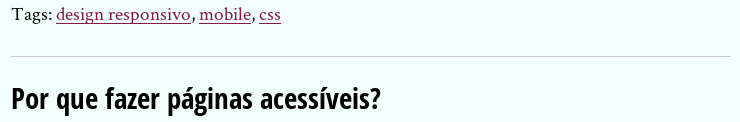 Tags: design responsivo, mobile, css
Por que fazer páginas acessíveis?